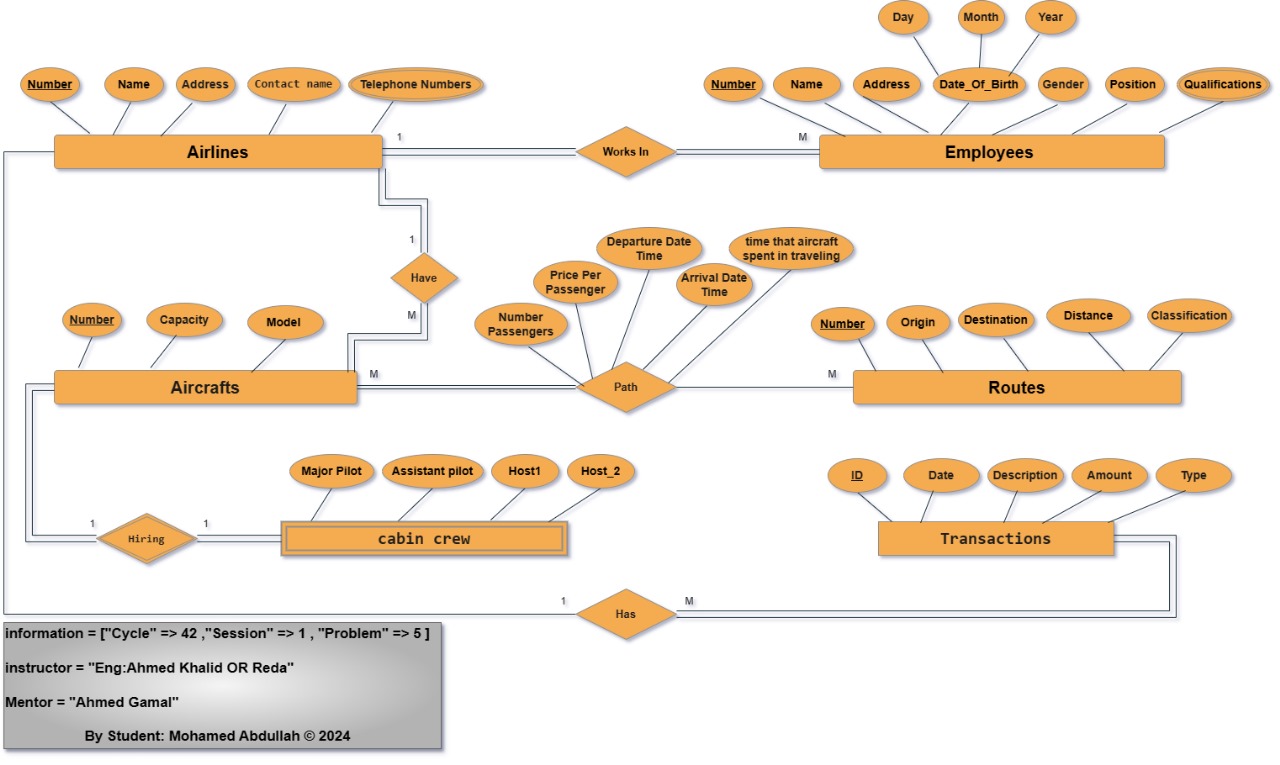 Day
Month
Year
Number
Name
Address
Contact name
Telephone Numbers
Number
Name
Address
Date_Of_Birth
Gender
Position
Qualifications
Airlines
1
Works In
M
Employees
1
Have
M
Departure Date
Time
time that aircraft
spent in traveling
Price Per
Passenger
Arrival Date
Time
Number
Passengers
Number
Capacity
Model
Number
Origin
Destination
Distance
Classification
Aircrafts
M
Path
M
Routes
Major Pilot
Assistant pilot
Host1
Host_2
ID
Date
Description
Amount
Type
1
Hiring
1
cabin crew
Transactions
1
Has
M
information = ["Cycle" => 42 ,"Session" => 1 , "Problem" => 5 ]
instructor = "Eng:Ahmed Khalid OR Reda"
Mentor = "Ahmed Gamal"
By Student: Mohamed Abdullah © 2024